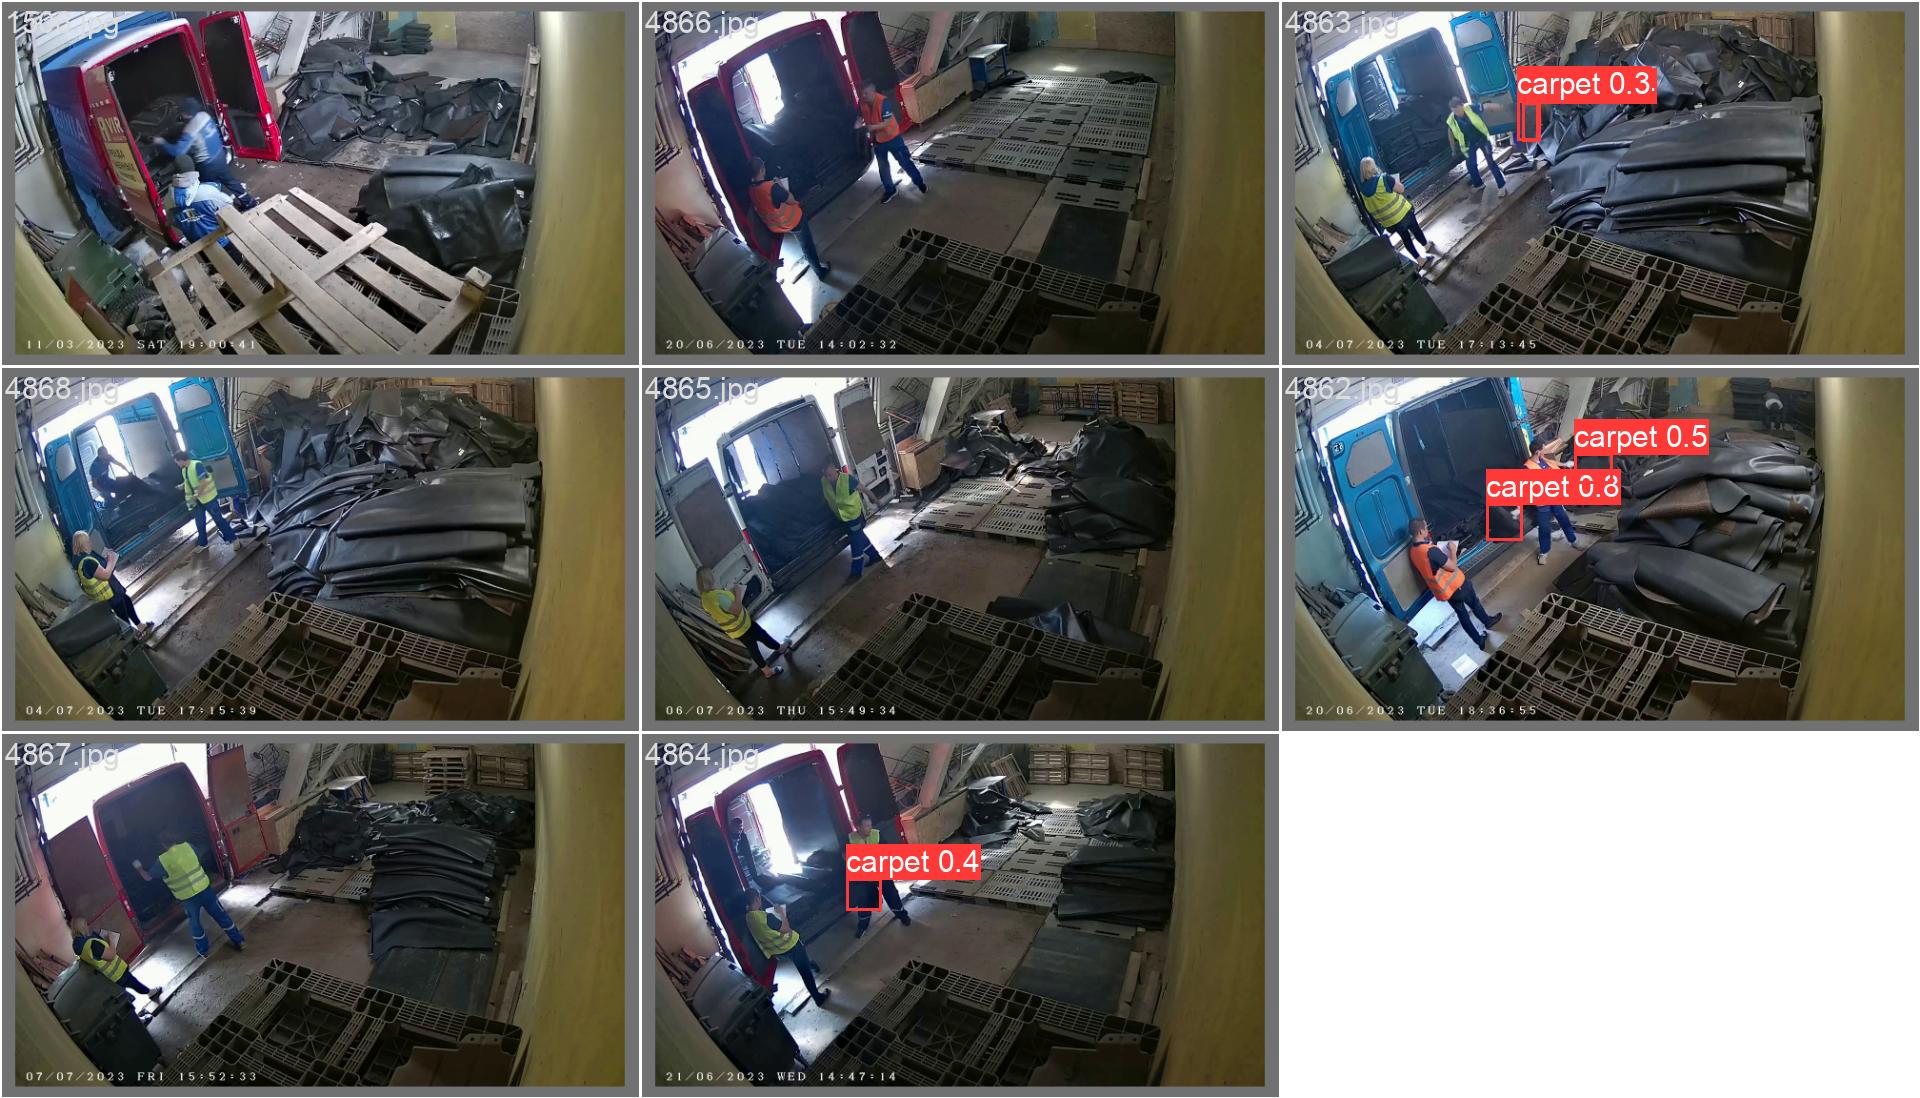 4866.jpg
4863.jpg
carpet 0.3
20/06/2023 TUE 14:02:32
04/07/2023 TUE 17:13:45
11/03/2023 SAT 19:00:41
4868.jpg
4865.jpg
4862.jpg
carpet 0.5
carpet 0.8
04/07/2023 TUE 17:15:39
06/07/2023 THU 15:49:34
20/06/2023 TUE 18:36:55
4867.jpg
4864.jpg
carpet 0.4
07/07/2023 FRI 15:52:33
21/06/2023 WED 14:47:14